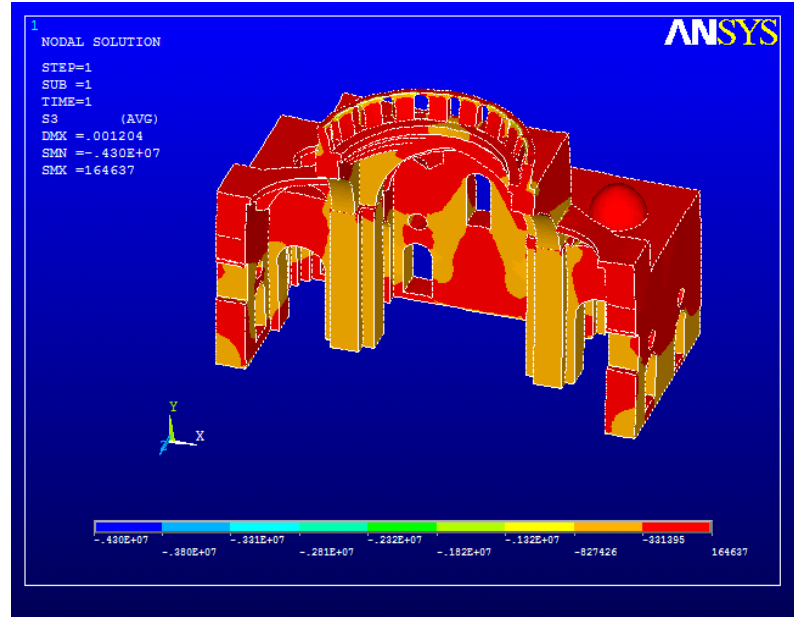 1
ANSYS
NODAL SOLUTION
STEP=1
SUB =1
TIME=1
S3 (AVG)
DMX =.001204
SMN =-.430E+07
SMX =164637
Y
X
Z
-.430E+07 -.331E+07 -.232E+07 -.132E+07 -331395
-.380E+07 -.281E+07 -.182E+07 -827426 164637